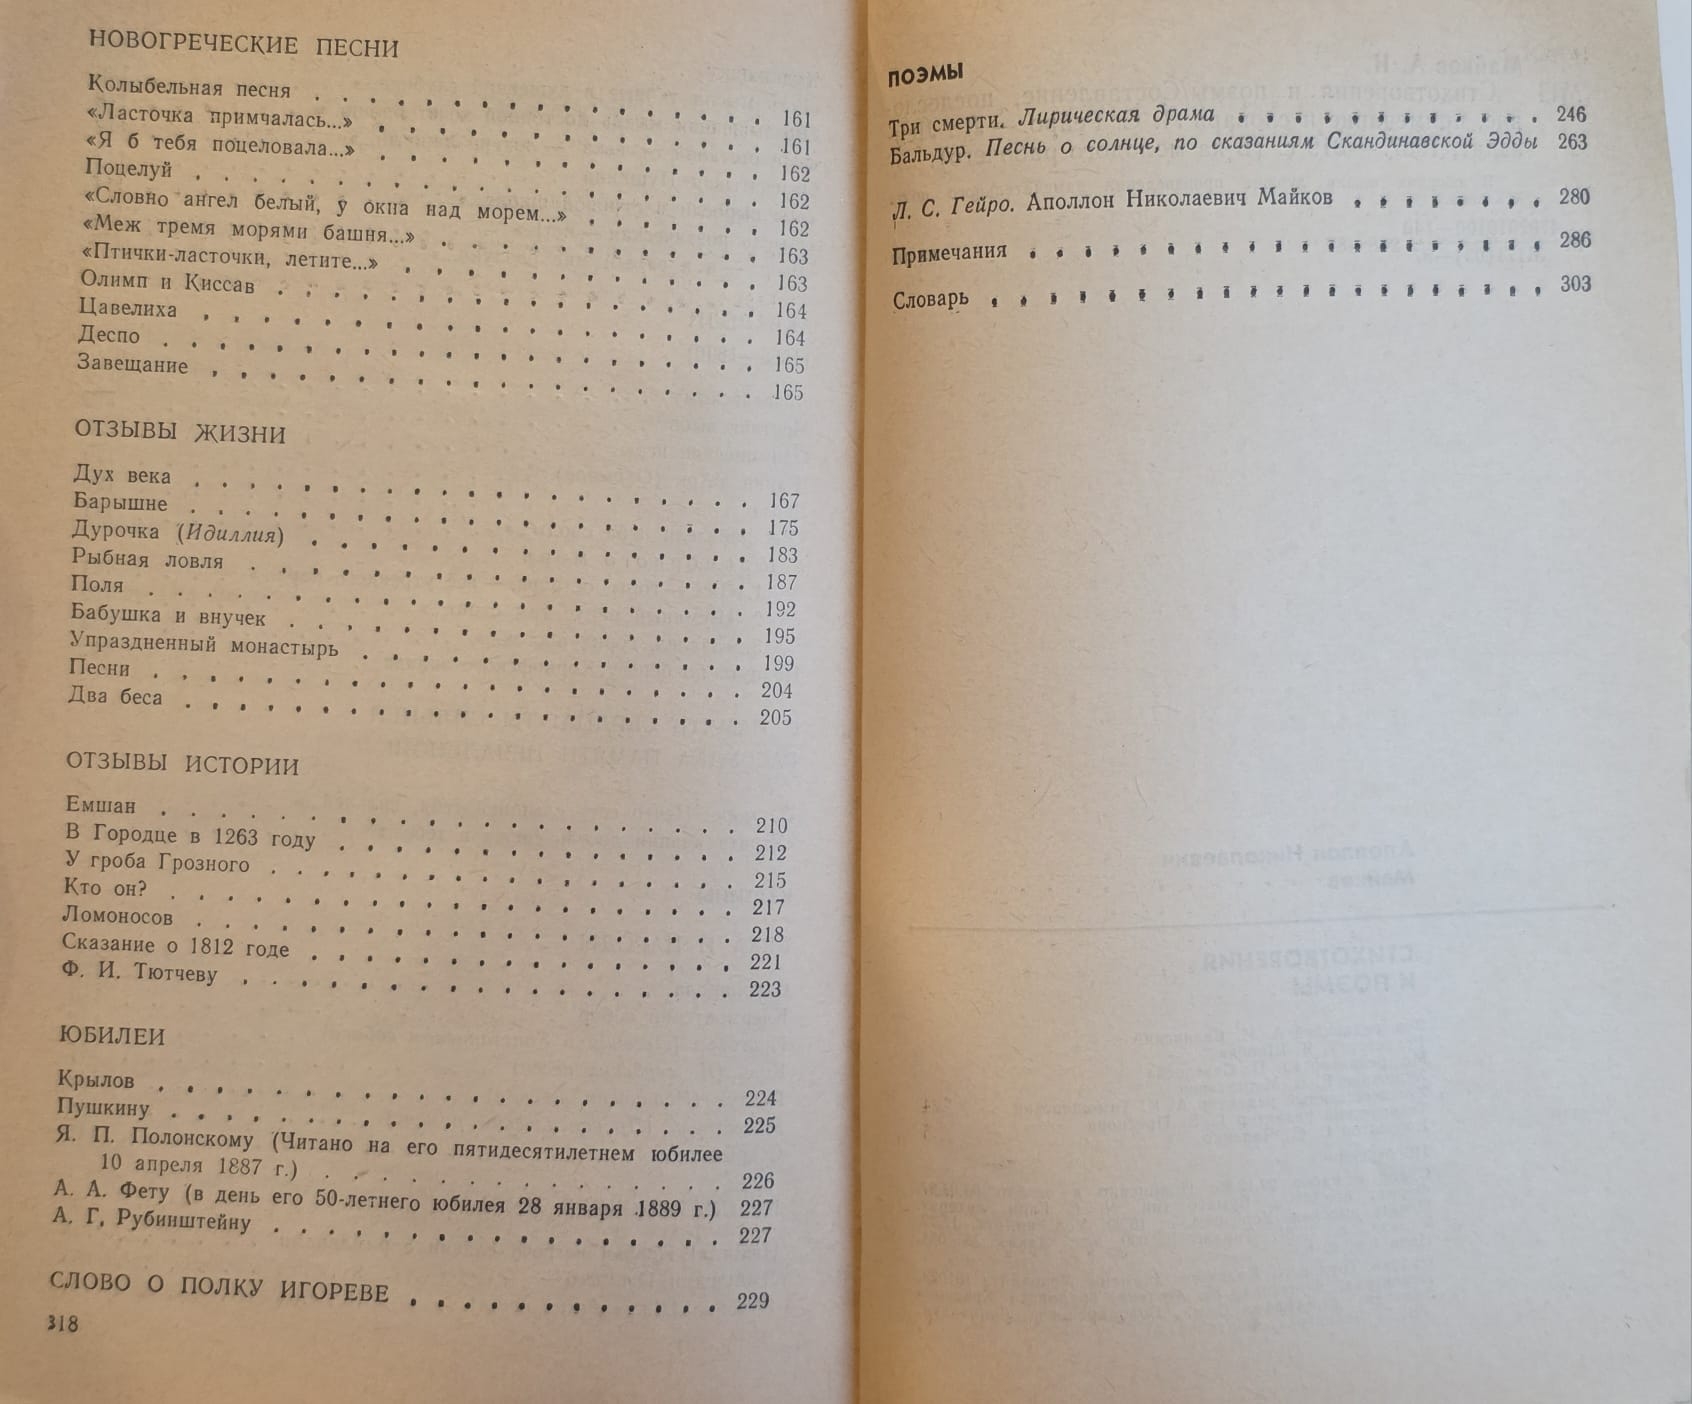 НОВОГРЕЧЕСКИЕ ПЕСНИ
Колыбельная песня . . . . . . . . . . . . . . . . 161
«Ласточка примчалась...» . . . . . . . . . . . . . . 161
«Я б тебя поцеловала...» . . . . . . . . . . . . . . 162
Поцелуй . . . . . . . . . . . . . . . . . . . . 162
«Словно ангел белый, у окна над морем...» . . . . . . . 162
«Меж тремя морями башня...» . . . . . . . . . . . . 163
«Птички-ласточки, летите...» . . . . . . . . . . . . . 163
Олимп и Киссав . . . . . . . . . . . . . . . . . 164
Цавелиха . . . . . . . . . . . . . . . . . . . . 164
Деспо . . . . . . . . . . . . . . . . . . . . . 165
Завещание . . . . . . . . . . . . . . . . . . . . 165
ОТЗЫВЫ ЖИЗНИ
Дух века . . . . . . . . . . . . . . . . . . . . 167
Барышне . . . . . . . . . . . . . . . . . . . . 175
Дурочка (Идиллия) . . . . . . . . . . . . . . . . 183
Рыбная ловля . . . . . . . . . . . . . . . . . . 187
Поля . . . . . . . . . . . . . . . . . . . . . 192
Бабушка и внучек . . . . . . . . . . . . . . . . 195
Упраздненный монастырь . . . . . . . . . . . . . . 199
Песни . . . . . . . . . . . . . . . . . . . . . 204
Два беса . . . . . . . . . . . . . . . . . . . . 205
ОТЗЫВЫ ИСТОРИИ
Емшан . . . . . . . . . . . . . . . . . . . . 210
В Городце в 1263 году . . . . . . . . . . . . . . 212
У гроба Грозного . . . . . . . . . . . . . . . . 215
Кто он? . . . . . . . . . . . . . . . . . . . . 217
Ломоносов . . . . . . . . . . . . . . . . . . . 218
Сказание о 1812 годе . . . . . . . . . . . . . . . 221
Ф. И. Тютчеву . . . . . . . . . . . . . . . . . 223
ЮБИЛЕИ
Крылов . . . . . . . . . . . . . . . . . . . . 224
Пушкину . . . . . . . . . . . . . . . . . . . . 225
Я. П. Полонскому (Читано на его пятидесятилетнем юбилее
10 апреля 1887 г.) . . . . . . . . . . . . . . . 226
А. А. Фету (в день его 50-летнего юбилея 28 января 1889 г.) 227
А. Г. Рубинштейну . . . . . . . . . . . . . . . . 227
СЛОВО О ПОЛКУ ИГОРЕВЕ . . . . . . . . . . . . 229
318
ПОЭМЫ
Три смерти. Лирическая драма . . . . . . . . . . . . 246
Бальдур. Песнь о солнце, по сказаниям Скандинавской Эдды 263
Л. С. Гейро. Аполлон Николаевич Майков . . . . . . . . 280
Примечания . . . . . . . . . . . . . . . . . . . 286
Словарь . . . . . . . . . . . . . . . . . . . . 303